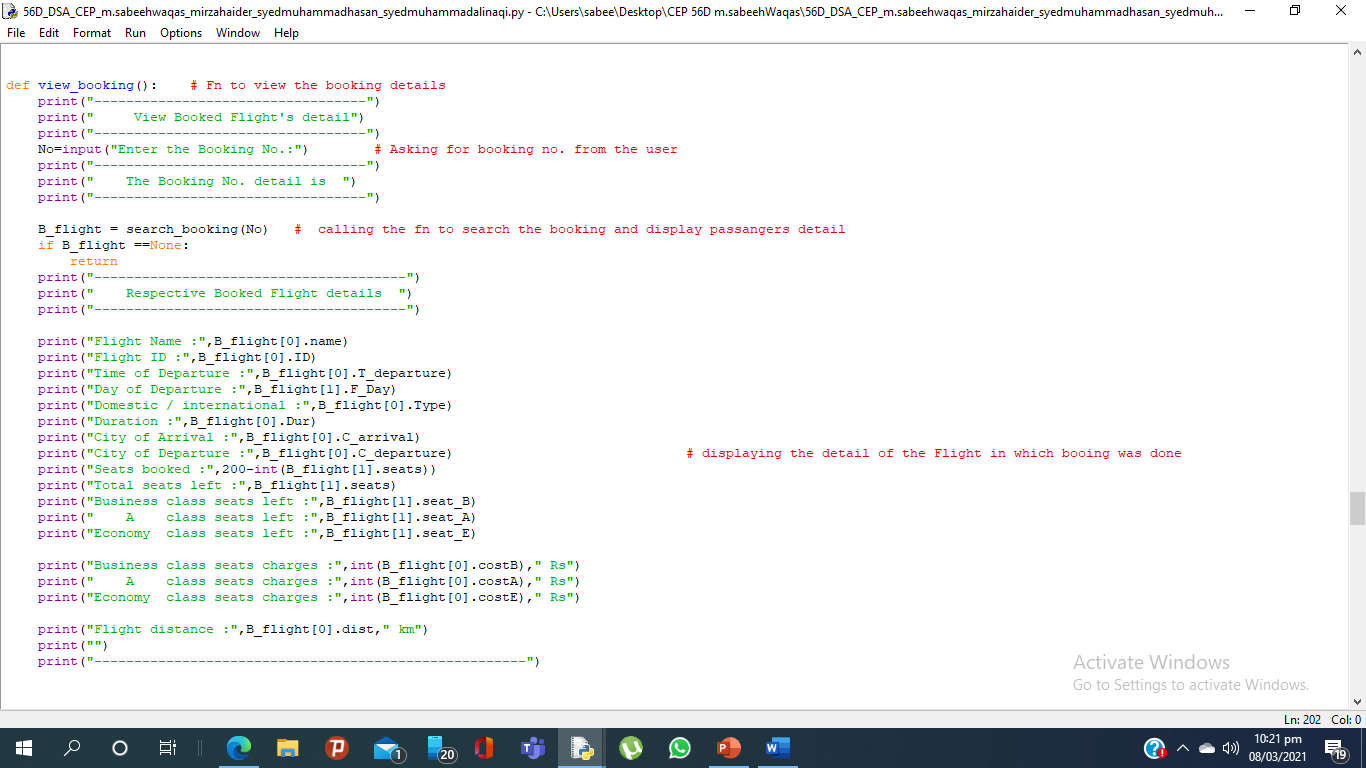 56D_DSA_CEP_m.sabeehwaqas_mirzahaider_syedmuhammadhasan_syedmuhammadalinaqi.py - C:\Users\sabee\Desktop\CEP 56D m.sabeehWaqas\56D_DSA_CEP_m.sabeehwaqas_mirzahaider_syedmuhammadhasan_syedmuh...
File Edit Format Run Options Window Help
def view_booking():    # Fn to view the booking details
    print("----------------------------------")
    print("     View Booked Flight's detail")
    print("----------------------------------")
    No=input("Enter the Booking No.:")        # Asking for booking no. from the user
    print("----------------------------------")
    print("    The Booking No. detail is  ")
    print("----------------------------------")
    B_flight = search_booking(No)   #  calling the fn to search the booking and display passangers detail
    if B_flight ==None:
        return
    print("---------------------------------------")
    print("    Respective Booked Flight details  ")
    print("---------------------------------------")
    print("Flight Name :",B_flight[0].name)
    print("Flight ID :",B_flight[0].ID)
    print("Time of Departure :",B_flight[0].T_departure)
    print("Day of Departure :",B_flight[1].F_Day)
    print("Domestic / international :",B_flight[0].Type)
    print("Duration :",B_flight[0].Dur)
    print("City of Arrival :",B_flight[0].C_arrival)
    print("City of Departure :",B_flight[0].C_departure)                             # displaying the detail of the Flight in which booing was done
    print("Seats booked :",200-int(B_flight[1].seats))
    print("Total seats left :",B_flight[1].seats)
    print("Business class seats left :",B_flight[1].seat_B)
    print("    A    class seats left :",B_flight[1].seat_A)
    print("Economy  class seats left :",B_flight[1].seat_E)
    print("Business class seats charges :",int(B_flight[0].costB)," Rs")
    print("    A    class seats charges :",int(B_flight[0].costA)," Rs")
    print("Economy  class seats charges :",int(B_flight[0].costE)," Rs")
    print("Flight distance :",B_flight[0].dist," km")
    print("")
    print("------------------------------------------------------")
Activate Windows
Go to Settings to activate Windows.
Ln: 202 Col: 0
1
20
10:21 pm
08/03/2021
19